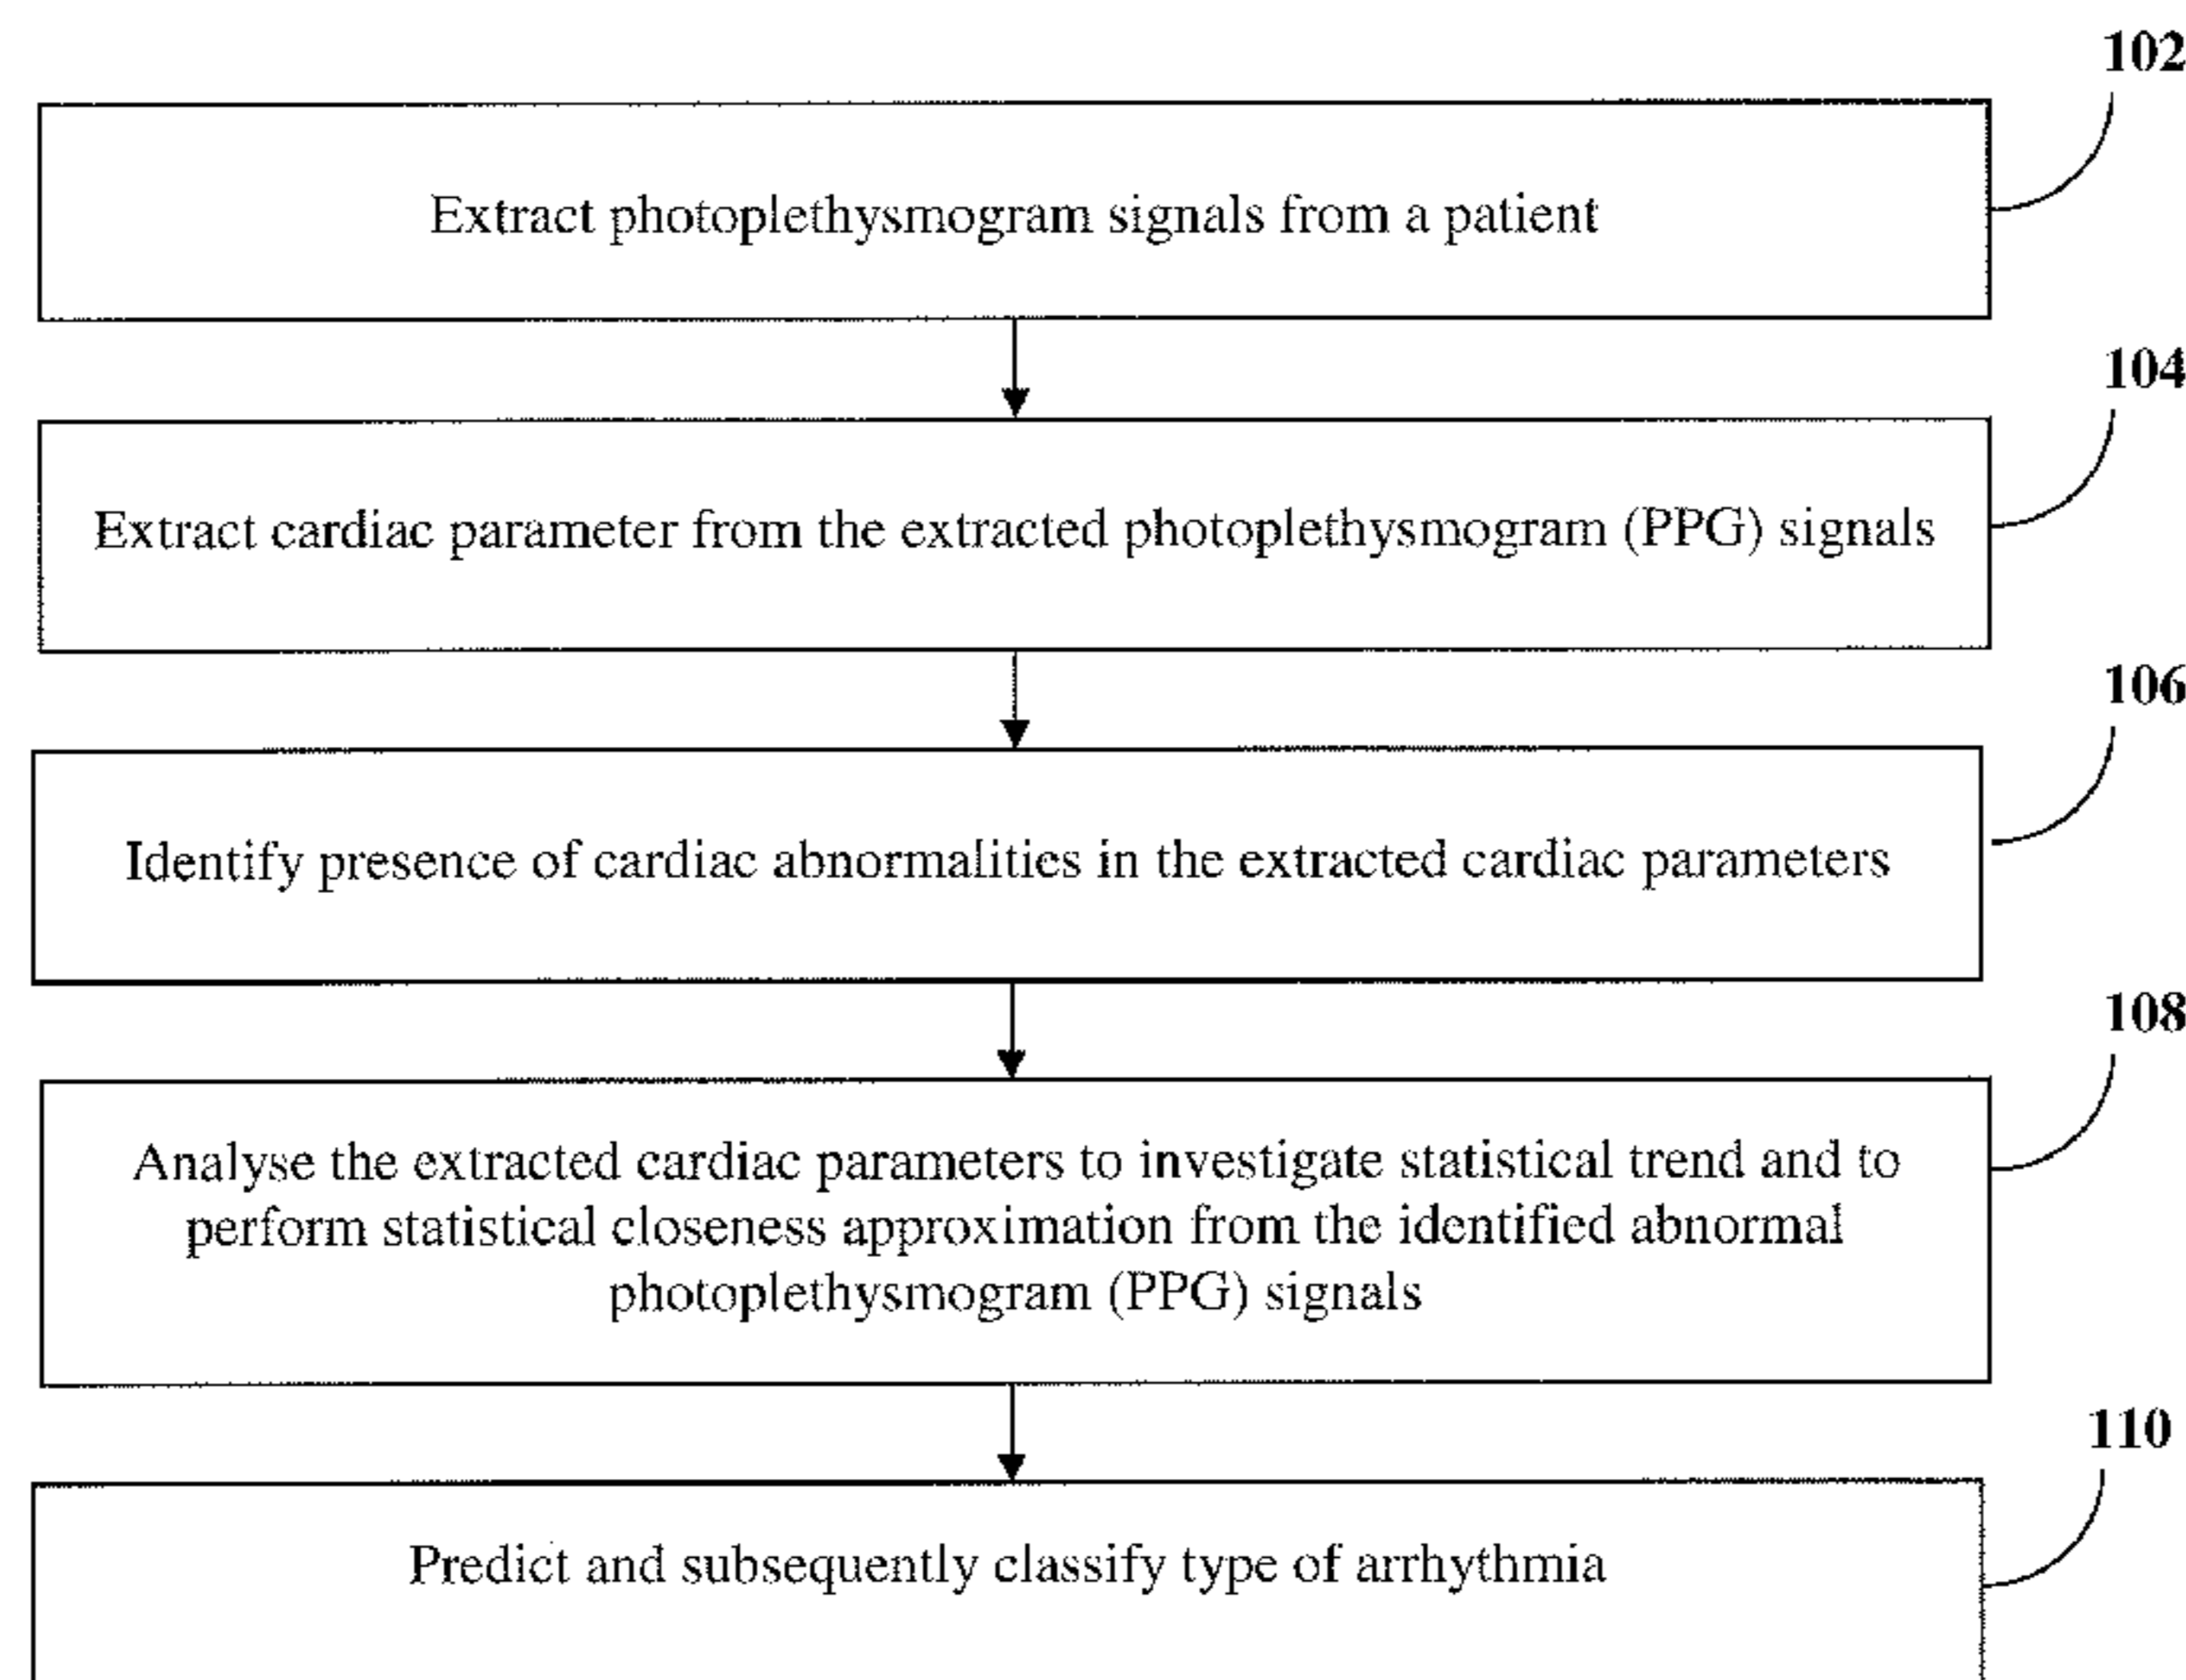 102
Extract photoplethysmogram signals from a patient
104
Extract cardiac parameter from the extracted photoplethysmogram (PPG) signals
106
Identify presence of cardiac abnormalities in the extracted cardiac parameters
108
Analyse the extracted cardiac parameters to investigate statistical trend and to
perform statistical closeness approximation from the identified abnormal
photoplethysmogram (PPG) signals
110
Predict and subsequently classify type of arrhythmia